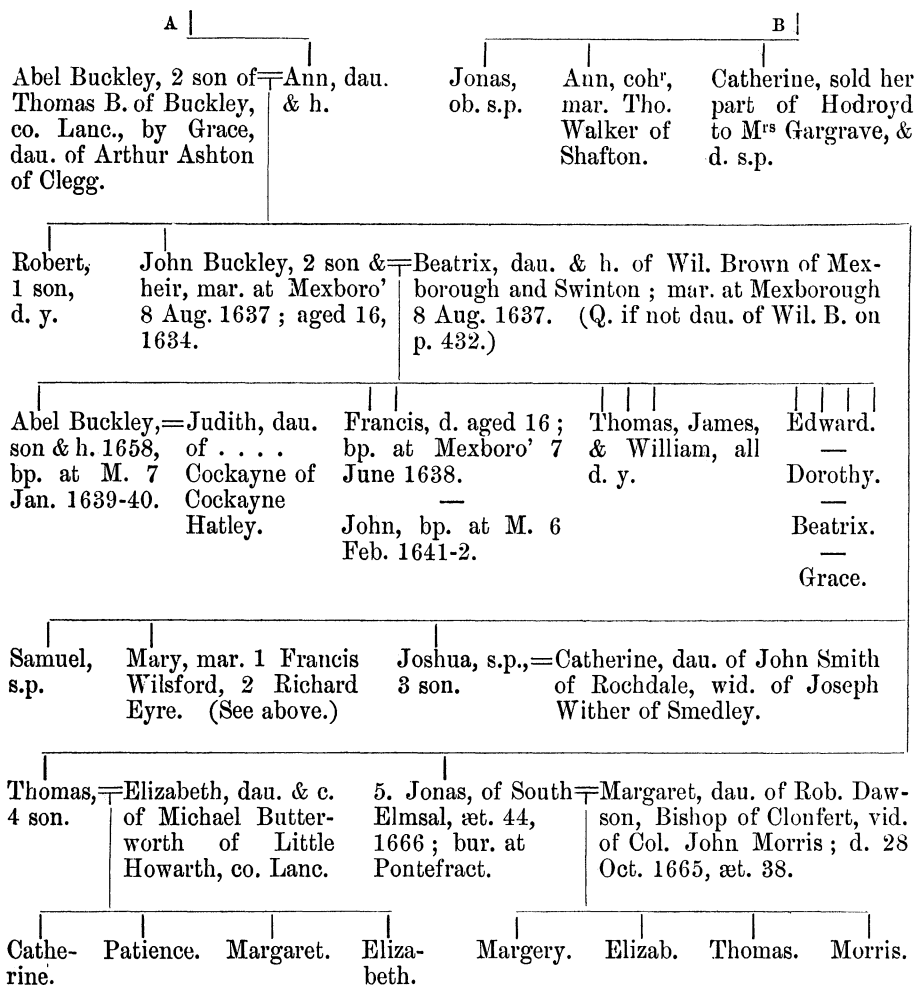 A
B
Abel Buckley, 2 son of=Ann, dau.
Thomas B. of Buckley, & h.
co. Lanc., by Grace,
dau. of Arthur Ashton
of Clegg.
Jonas,
ob. s.p.
Ann, cohʳ,
mar. Tho.
Walker of
Shafton.
Catherine, sold her
part of Hodroyd
to Mʳˢ Gargrave, &
d. s.p.
Robert,
1 son,
d. y.
John Buckley, 2 son &=
heir, mar. at Mexboro'
8 Aug. 1637 ; aged 16,
1634.
Beatrix, dau. & h. of Wil. Brown of Mex-
borough and Swinton ; mar. at Mexborough
8 Aug. 1637. (Q. if not dau. of Wil. B. on
p. 432.)
Abel Buckley,=
son & h. 1658,
bp. at M. 7
Jan. 1639-40.
Judith, dau.
of . . . .
Cockayne of
Cockayne
Hatley.
Francis, d. aged 16 ;
bp. at Mexboro' 7
June 1638.
—
John, bp. at M. 6
Feb. 1641-2.
Thomas, James,
& William, all
d. y.
Edward.
—
Dorothy.
—
Beatrix.
—
Grace.
Samuel,
s.p.
Mary, mar. 1 Francis
Wilsford, 2 Richard
Eyre. (See above.)
Joshua, s.p.,=
3 son.
Catherine, dau. of John Smith
of Rochdale, wid. of Joseph
Wither of Smedley.
Thomas,=
4 son.
Elizabeth, dau. & c.
of Michael Butter-
worth of Little
Howarth, co. Lanc.
5. Jonas, of South=
Elmsal, æt. 44,
1666 ; bur. at
Pontefract.
Margaret, dau. of Rob. Daw-
son, Bishop of Clonfert, vid.
of Col. John Morris ; d. 28
Oct. 1665, æt. 38.
Cathe-
rine.
Patience.
Margaret.
Eliza-
beth.
Margery.
Elizab.
Thomas.
Morris.